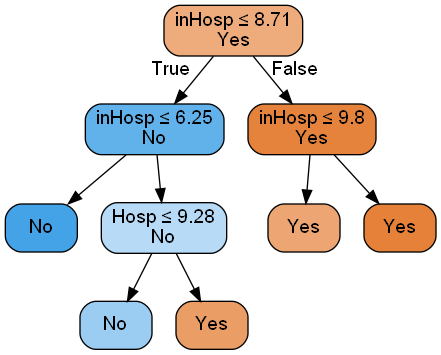 inHosp ≤ 8.71
Yes
True
False
inHosp ≤ 6.25
No
inHosp ≤ 9.8
Yes
No
Hosp ≤ 9.28
No
Yes
Yes
No
Yes